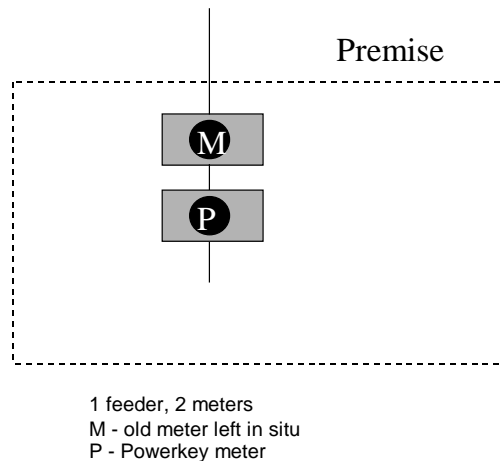 Premise
M
P
1 feeder, 2 meters
M - old meter left in situ
P - Powerkey meter